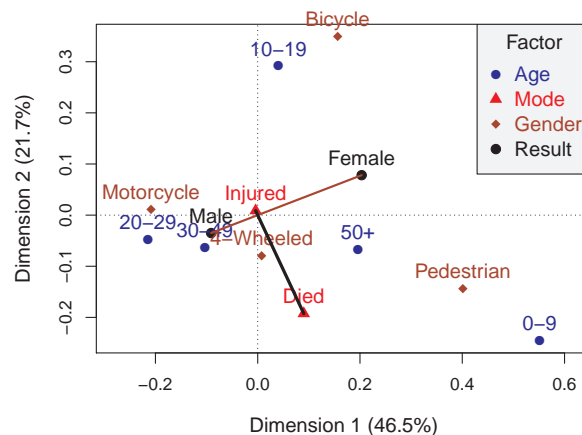 Bicycle
10−19
Female
Motorcycle
Injured
Male
20−29
30−49
4−Wheeled
50+
Pedestrian
Died
0−9
Factor
Age
Mode
Gender
Result
Dimension 2 (21.7%)
0.3
0.2
0.1
0.0
−0.1
−0.2
−0.2
0.0
0.2
0.4
0.6
Dimension 1 (46.5%)